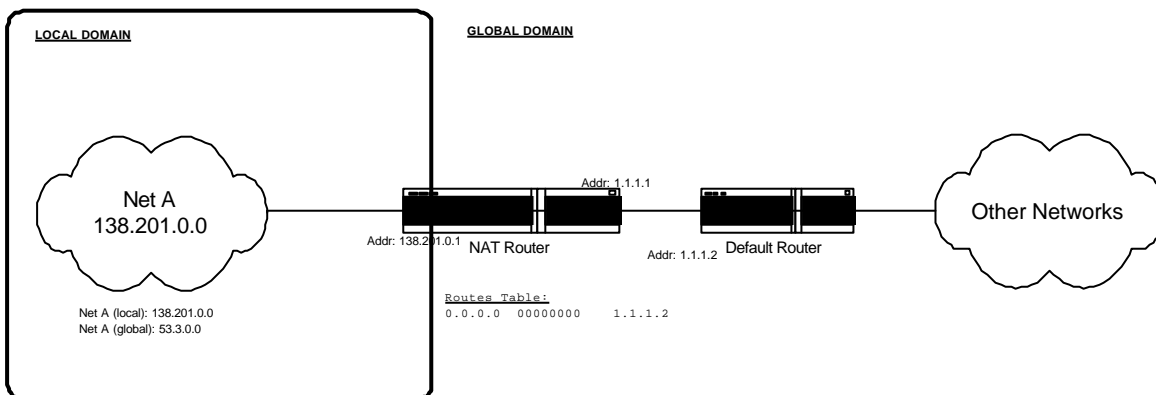 LOCAL DOMAIN
GLOBAL DOMAIN
Net A
138.201.0.0
Addr: 1.1.1.1
Other Networks
Addr: 138.201.0.1
NAT Router
Addr: 1.1.1.2
Default Router
Routes Table:
0.0.0.0 00000000 1.1.1.2
Net A (local): 138.201.0.0
Net A (global): 53.3.0.0